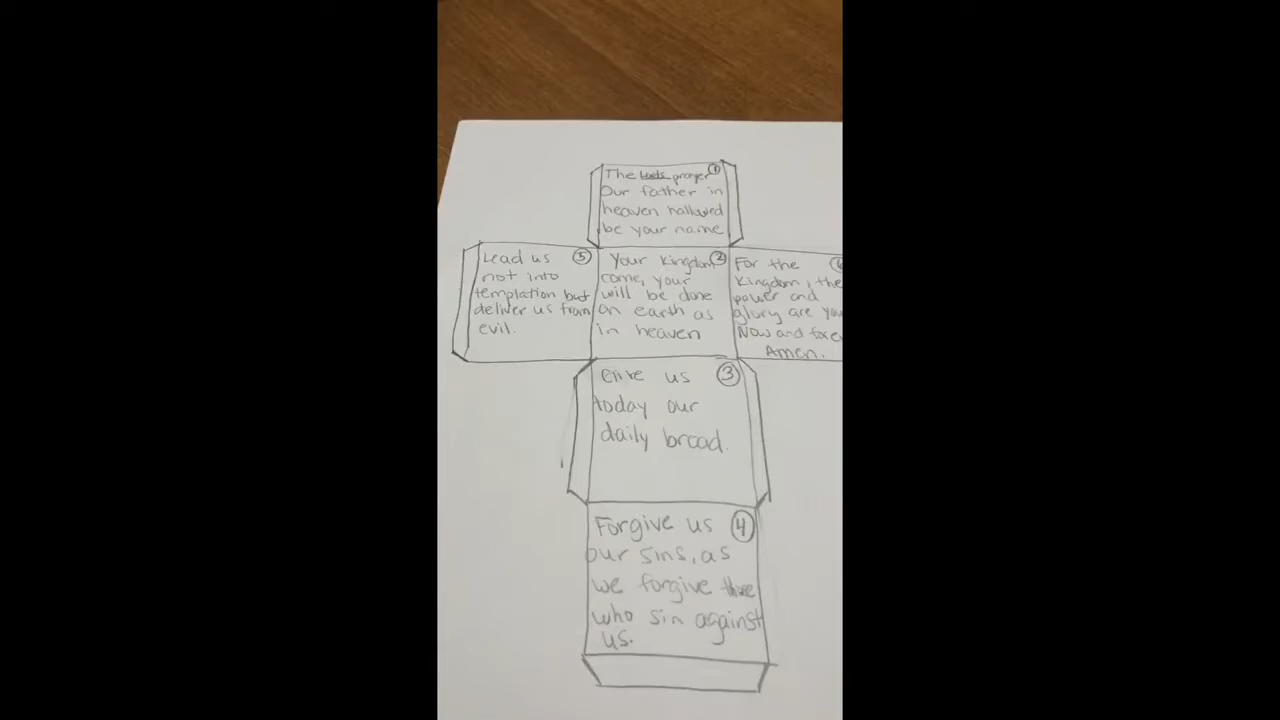 The Lords prayer ①
Our father in
heaven hallowed
be your name
Your Kingdom ②
come, your
will be done
on earth as
in heaven
Give us ③
today our
daily bread.
Forgive us ④
our sins, as
we forgive those
who sin against
us.
Lead us ⑤
not into
temptation but
deliver us from
evil.
For the
Kingdom, the
power and
glory are
Now and
Amen.